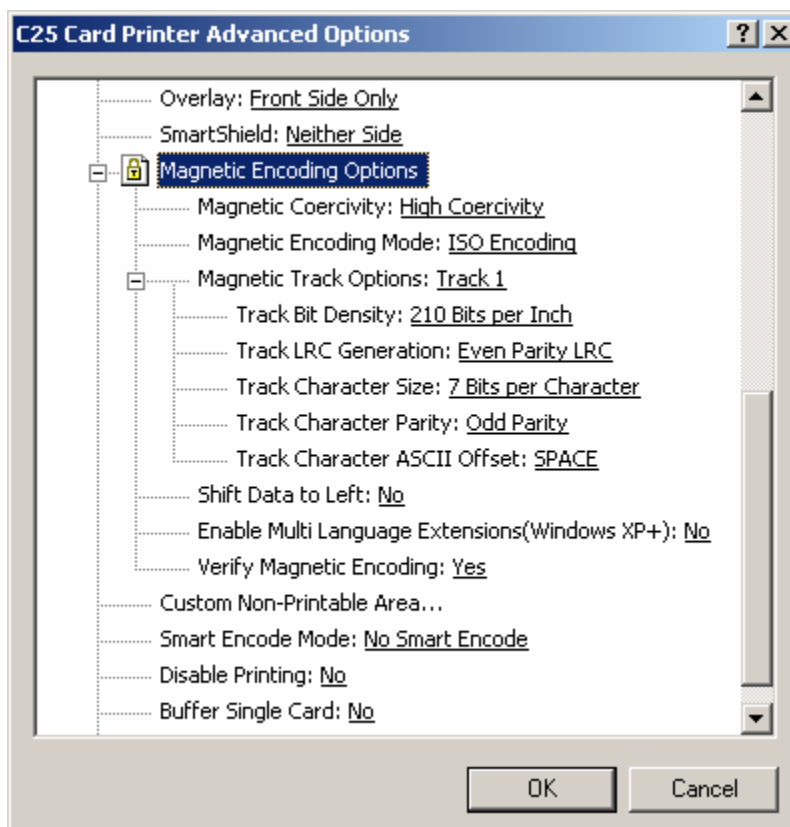 C25 Card Printer Advanced Options
Overlay: Front Side Only
SmartShield: Neither Side
Magnetic Encoding Options
Magnetic Coercivity: High Coercivity
Magnetic Encoding Mode: ISO Encoding
Magnetic Track Options: Track 1
Track Bit Density: 210 Bits per Inch
Track LRC Generation: Even Parity LRC
Track Character Size: 7 Bits per Character
Track Character Parity: Odd Parity
Track Character ASCII Offset: SPACE
Shift Data to Left: No
Enable Multi Language Extensions(Windows XP+): No
Verify Magnetic Encoding: Yes
Custom Non-Printable Area...
Smart Encode Mode: No Smart Encode
Disable Printing: No
Buffer Single Card: No
OK Cancel